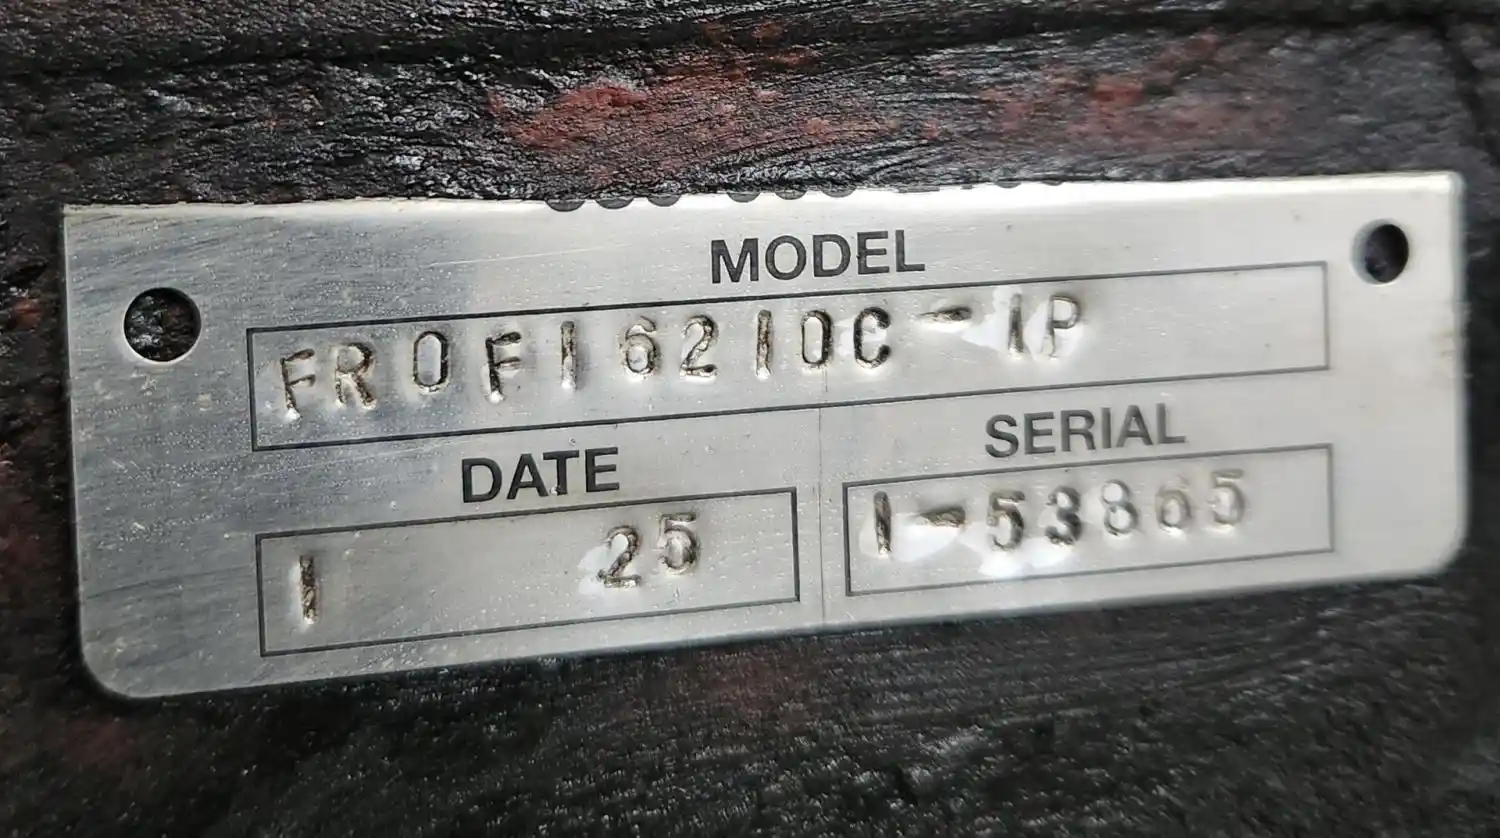 MODEL
FROF16210C-1P
DATE SERIAL
1 25 1-53865